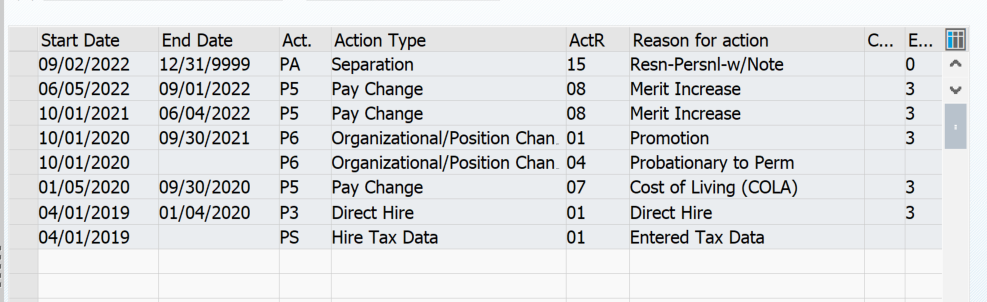 Start Date End Date Act. Action Type ActR Reason for action C... E...
09/02/2022 12/31/9999 PA Separation 15 Resn-Persnl-w/Note 0
06/05/2022 09/01/2022 P5 Pay Change 08 Merit Increase 3
10/01/2021 06/04/2022 P5 Pay Change 08 Merit Increase 3
10/01/2020 09/30/2021 P6 Organizational/Position Chan. 01 Promotion 3
10/01/2020 P6 Organizational/Position Chan. 04 Probationary to Perm
01/05/2020 09/30/2020 P5 Pay Change 07 Cost of Living (COLA) 3
04/01/2019 01/04/2020 P3 Direct Hire 01 Direct Hire 3
04/01/2019 PS Hire Tax Data 01 Entered Tax Data